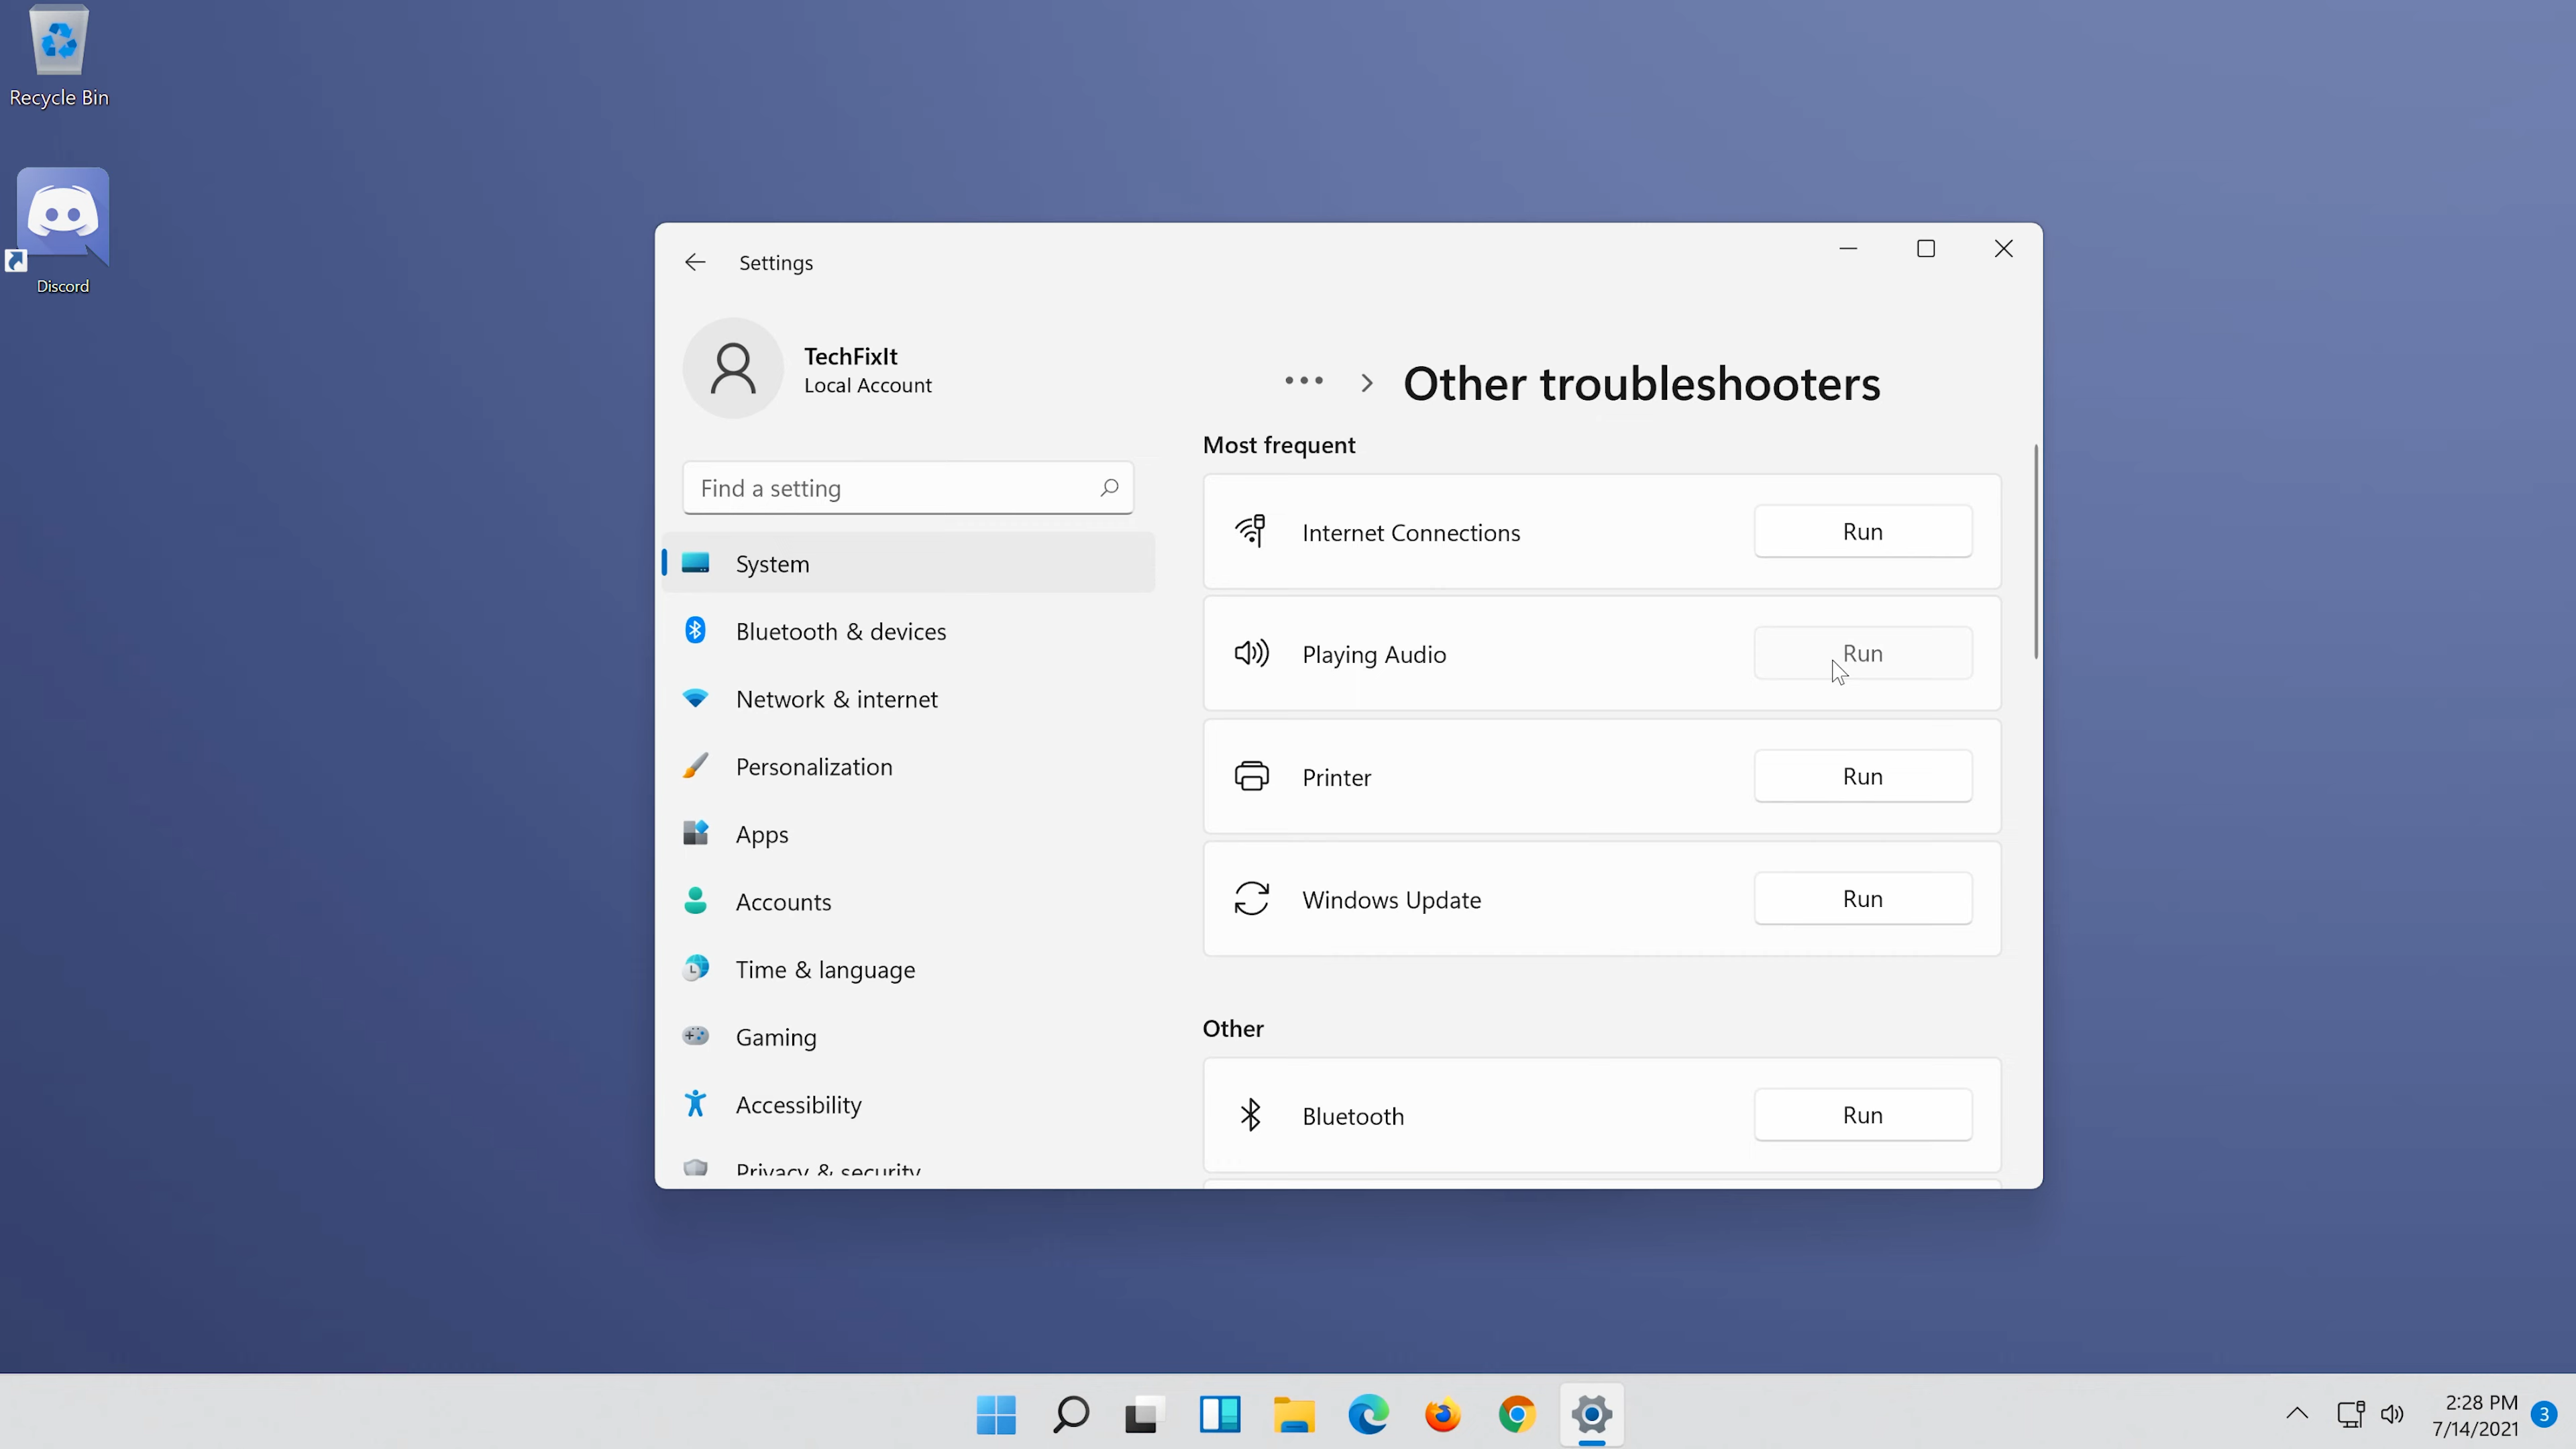 Recycle Bin
Discord
Settings
TechFixIt
Local Account
Find a setting
System
Bluetooth & devices
Network & internet
Personalization
Apps
Accounts
Time & language
Gaming
Accessibility
Privacy & security
Other troubleshooters
Most frequent
Internet Connections
Run
Playing Audio
Run
Printer
Run
Windows Update
Run
Other
Bluetooth
Run
2:28 PM
7/14/2021
3